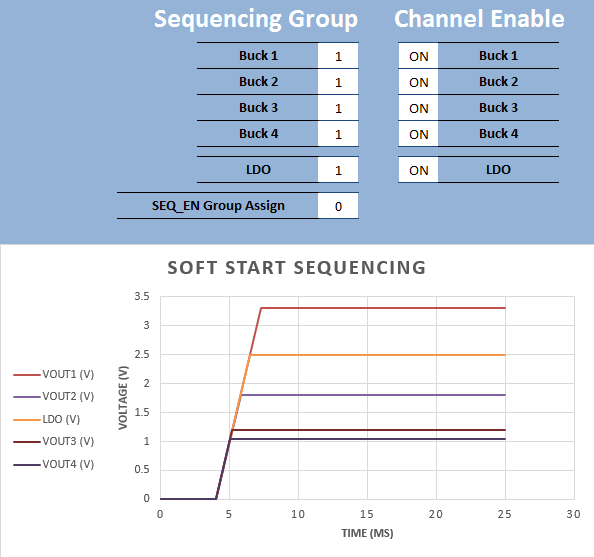 Sequencing Group Channel Enable
Buck 1 1 ON Buck 1
Buck 2 1 ON Buck 2
Buck 3 1 ON Buck 3
Buck 4 1 ON Buck 4
LDO 1 ON LDO
SEQ_EN Group Assign 0
SOFT START SEQUENCING
3.5
3
2.5
2
1.5
1
0.5
0
VOLTAGE (V)
VOUT1 (V)
VOUT2 (V)
LDO (V)
VOUT3 (V)
VOUT4 (V)
0 5 10 15 20 25 30
TIME (MS)